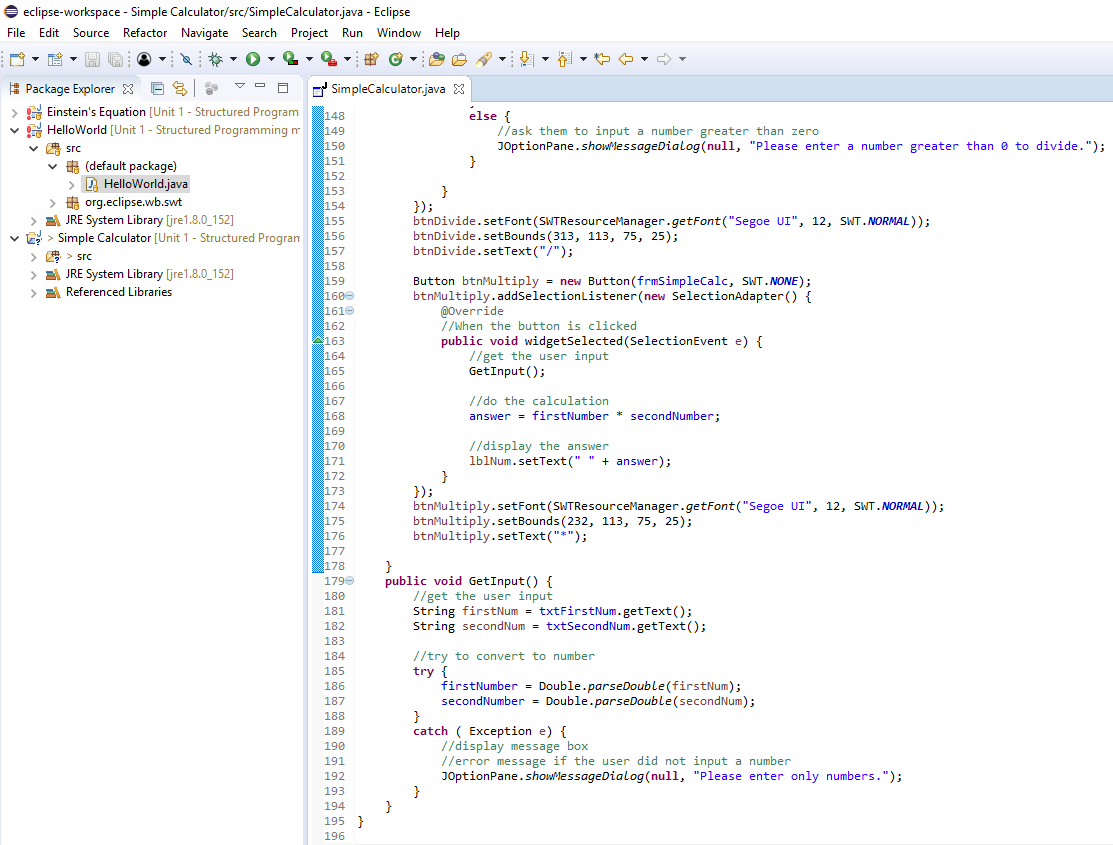 eclipse-workspace - Simple Calculator/src/SimpleCalculator.java - Eclipse
File Edit Source Refactor Navigate Search Project Run Window Help
Package Explorer
Einstein's Equation [Unit 1 - Structured Program
HelloWorld [Unit 1 - Structured Programming m
src
(default package)
HelloWorld.java
org.eclipse.wb.swt
JRE System Library [jre1.8.0_152]
> Simple Calculator [Unit 1 - Structured Program
> src
JRE System Library [jre1.8.0_152]
Referenced Libraries
SimpleCalculator.java
148 else {
149 //ask them to input a number greater than zero
150 JOptionPane.showMessageDialog(null, "Please enter a number greater than 0 to divide.");
151 }
152
153 }
154 });
155 btnDivide.setFont(SWTResourceManager.getFont("Segoe UI", 12, SWT.NORMAL));
156 btnDivide.setBounds(313, 113, 75, 25);
157 btnDivide.setText("/");
158
159 Button btnMultiply = new Button(frmSimpleCalc, SWT.NONE);
160 btnMultiply.addSelectionListener(new SelectionAdapter() {
161 @Override
162 //When the button is clicked
163 public void widgetSelected(SelectionEvent e) {
164 //get the user input
165 GetInput();
166
167 //do the calculation
168 answer = firstNumber * secondNumber;
169
170 //display the answer
171 lblNum.setText(" " + answer);
172 }
173 });
174 btnMultiply.setFont(SWTResourceManager.getFont("Segoe UI", 12, SWT.NORMAL));
175 btnMultiply.setBounds(232, 113, 75, 25);
176 btnMultiply.setText("*");
177
178 }
179 public void GetInput() {
180 //get the user input
181 String firstNum = txtFirstNum.getText();
182 String secondNum = txtSecondNum.getText();
183
184 //try to convert to number
185 try {
186 firstNumber = Double.parseDouble(firstNum);
187 secondNumber = Double.parseDouble(secondNum);
188 }
189 catch ( Exception e) {
190 //display message box
191 //error message if the user did not input a number
192 JOptionPane.showMessageDialog(null, "Please enter only numbers.");
193 }
194 }
195 }
196